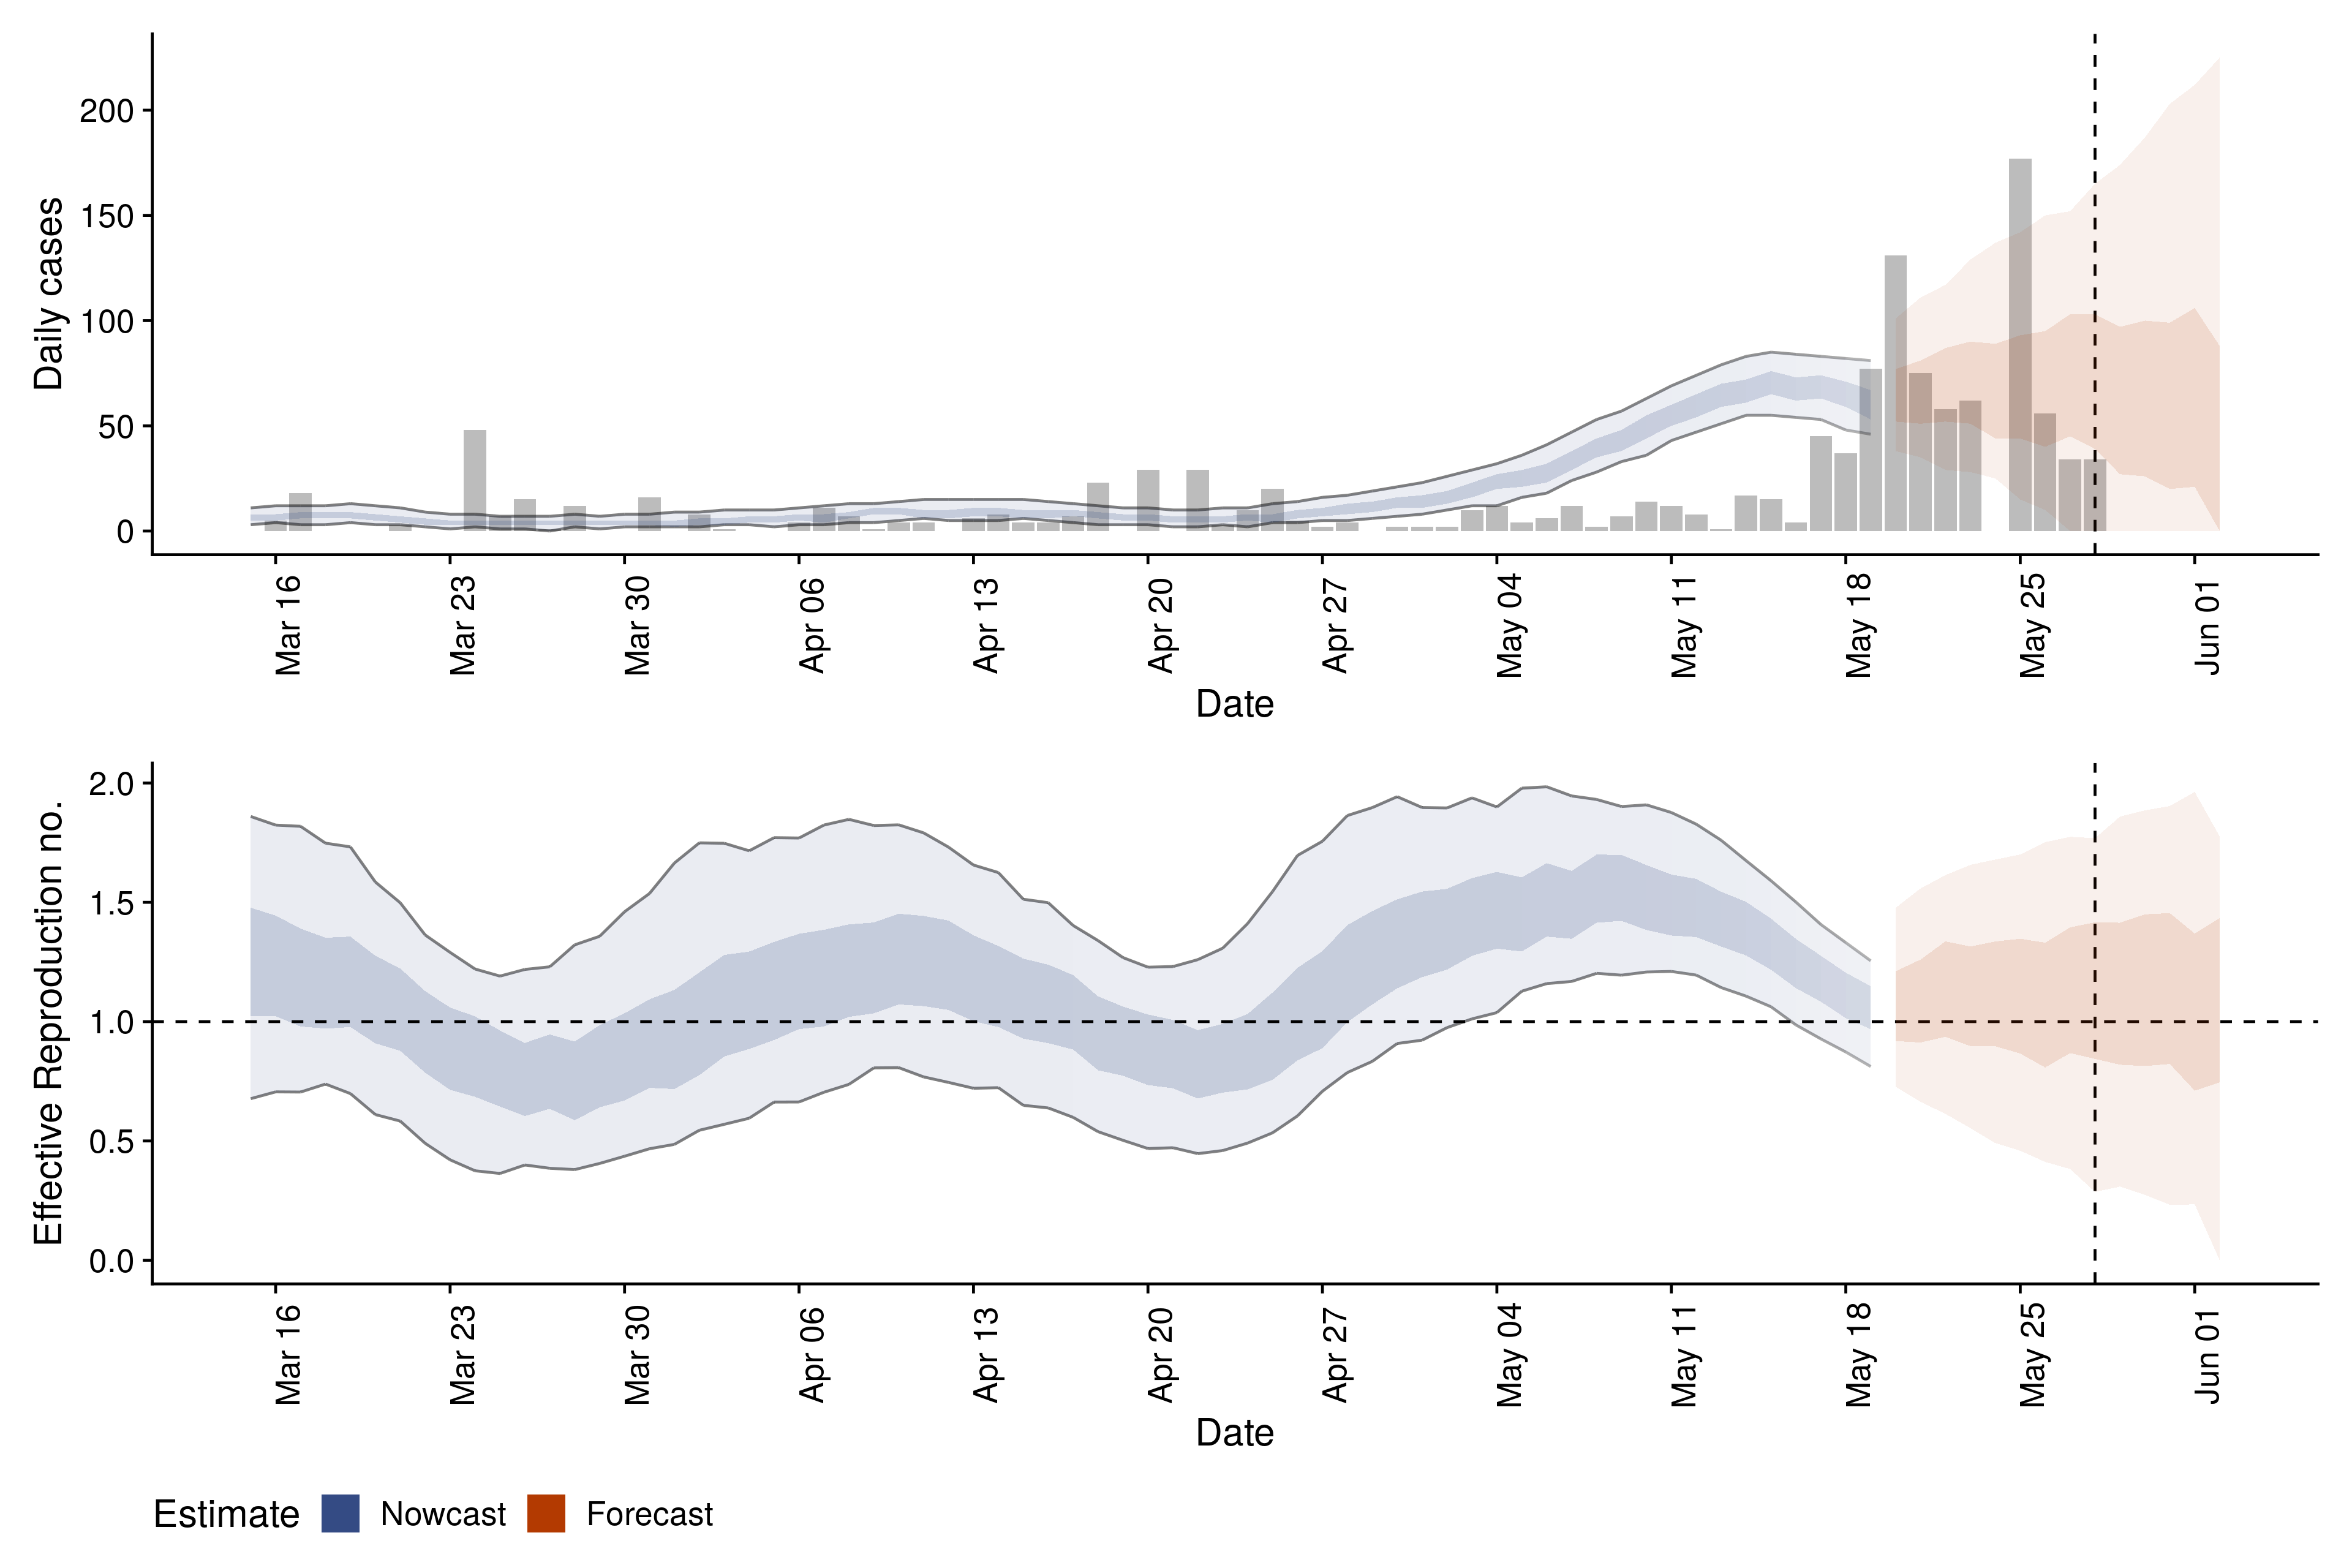 Daily cases
200
150
100
50
0
Mar 16
Mar 23
Mar 30
Apr 06
Apr 13
Apr 20
Apr 27
May 04
May 11
May 18
May 25
Jun 01
Date
Effective Reproduction no.
2.0
1.5
1.0
0.5
0.0
Mar 16
Mar 23
Mar 30
Apr 06
Apr 13
Apr 20
Apr 27
May 04
May 11
May 18
May 25
Jun 01
Date
Estimate Nowcast Forecast